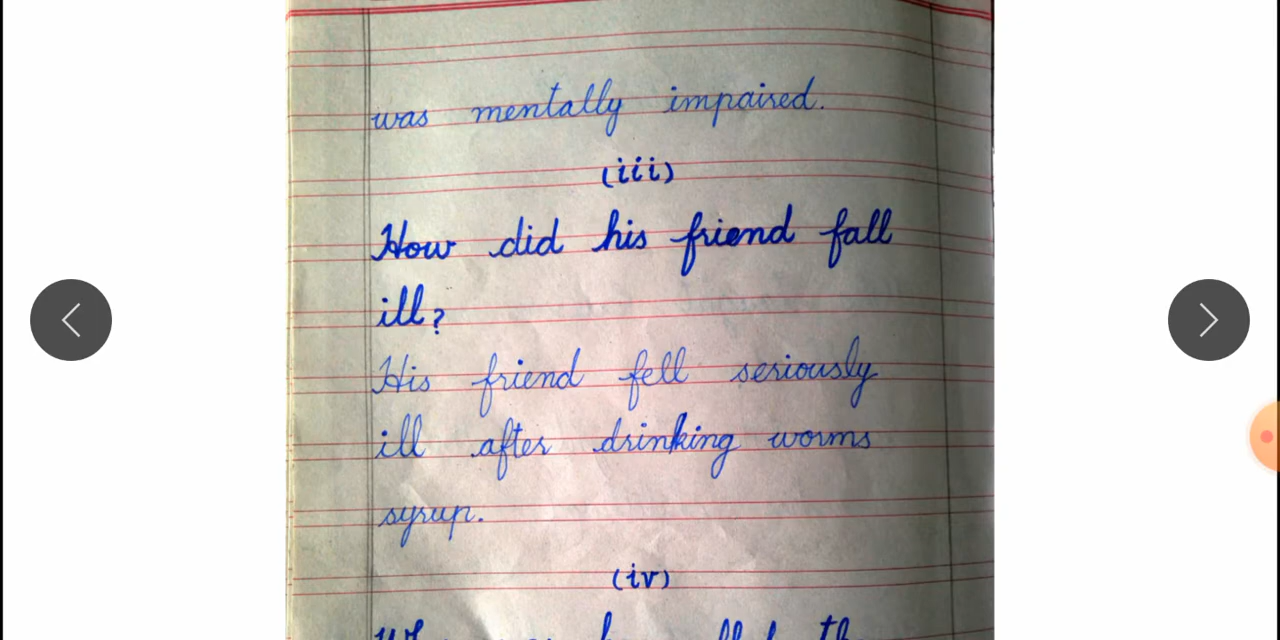 was mentally impaired.
(iii)
How did his friend fall
ill?
His friend fell seriously
ill after drinking worms
syrup.
(iv)